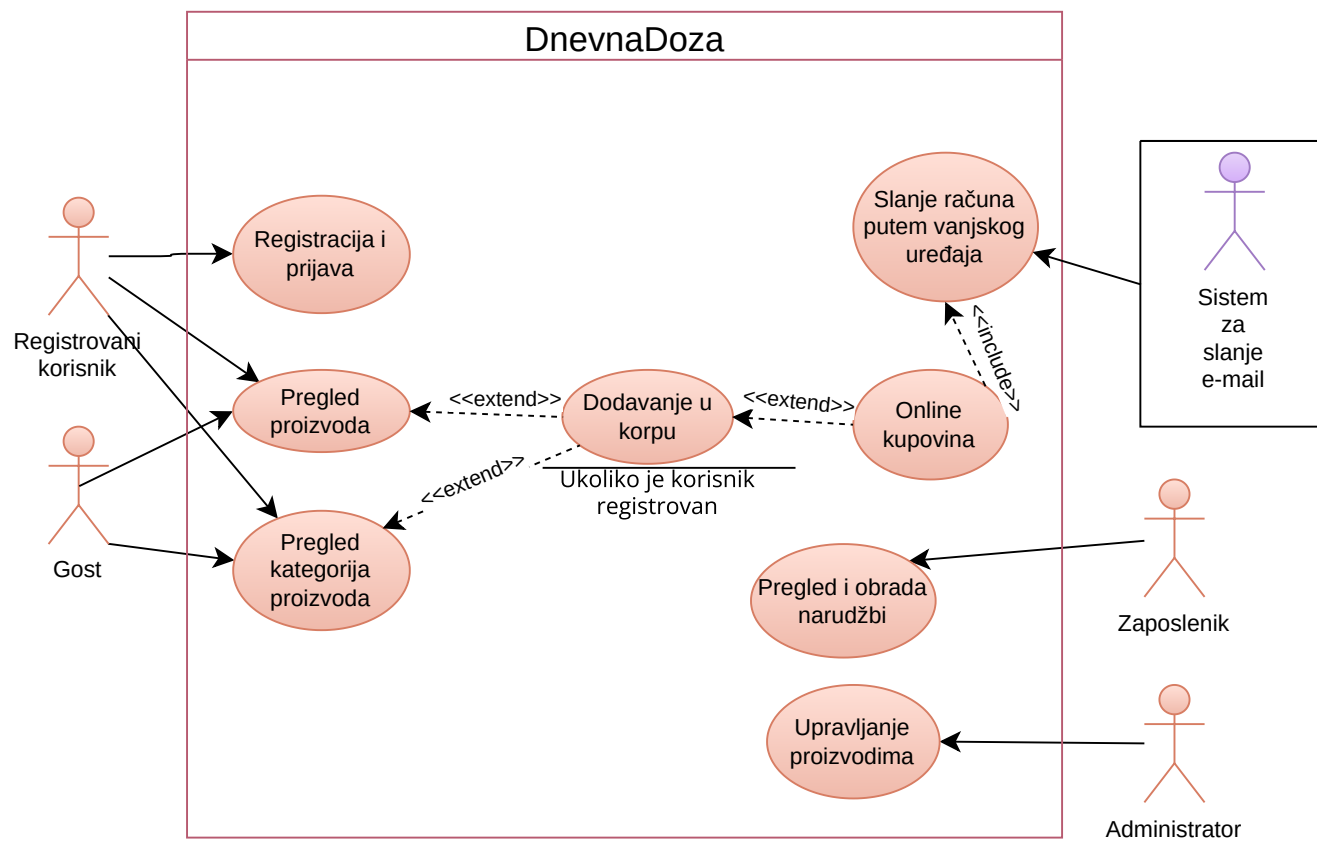 DnevnaDoza
Registrovani
korisnik
Gost
Registracija i
prijava
Pregled
proizvoda
Pregled
kategorija
proizvoda
<<extend>>
<<extend>>
Dodavanje u
korpu
Ukoliko je korisnik
registrovan
<<extend>>
Online
kupovina
<<include>>
Slanje računa
putem vanjskog
uređaja
Pregled i obrada
narudžbi
Upravljanje
proizvodima
Sistem
za
slanje
e-mail
Zaposlenik
Administrator